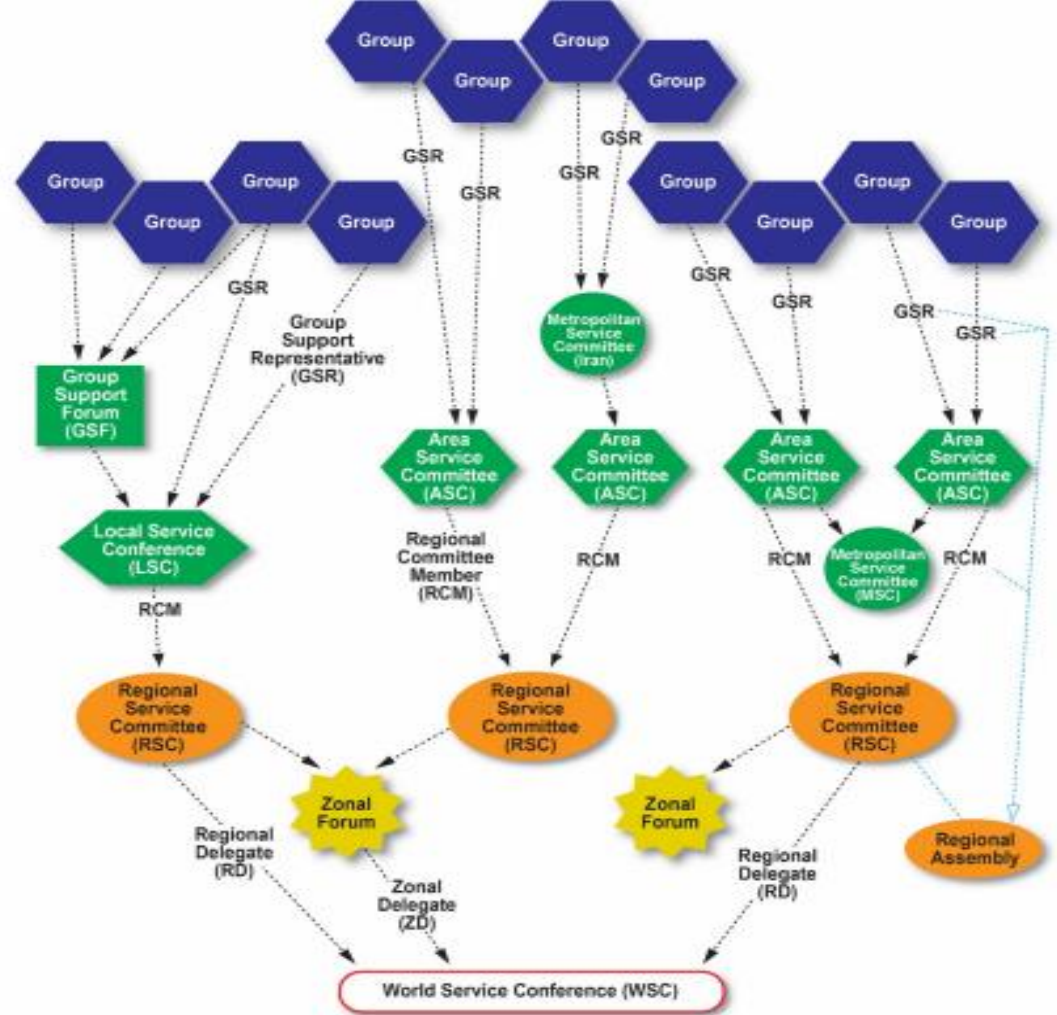 Group
Group
Group
Group
GSR
GSR
GSR
GSR
Group
Group
Group
Group
Group
Group
Group
Group
GSR
Group
Support
Representative
(GSR)
GSR
GSR
GSR
GSR
Metropolitan
Service
Committee
(Iran)
Group
Support
Forum
(GSF)
Area
Service
Committee
(ASC)
Area
Service
Committee
(ASC)
Area
Service
Committee
(ASC)
Area
Service
Committee
(ASC)
Local Service
Conference
(LSC)
Regional
Committee
Member
(RCM)
RCM
RCM
Metropolitan
Service
Committee
(MSC)
RCM
RCM
Regional
Service
Committee
(RSC)
Regional
Service
Committee
(RSC)
Regional
Service
Committee
(RSC)
Zonal
Forum
Zonal
Forum
Regional
Delegate
(RD)
Zonal
Delegate
(ZD)
Regional
Delegate
(RD)
Regional
Assembly
World Service Conference (WSC)